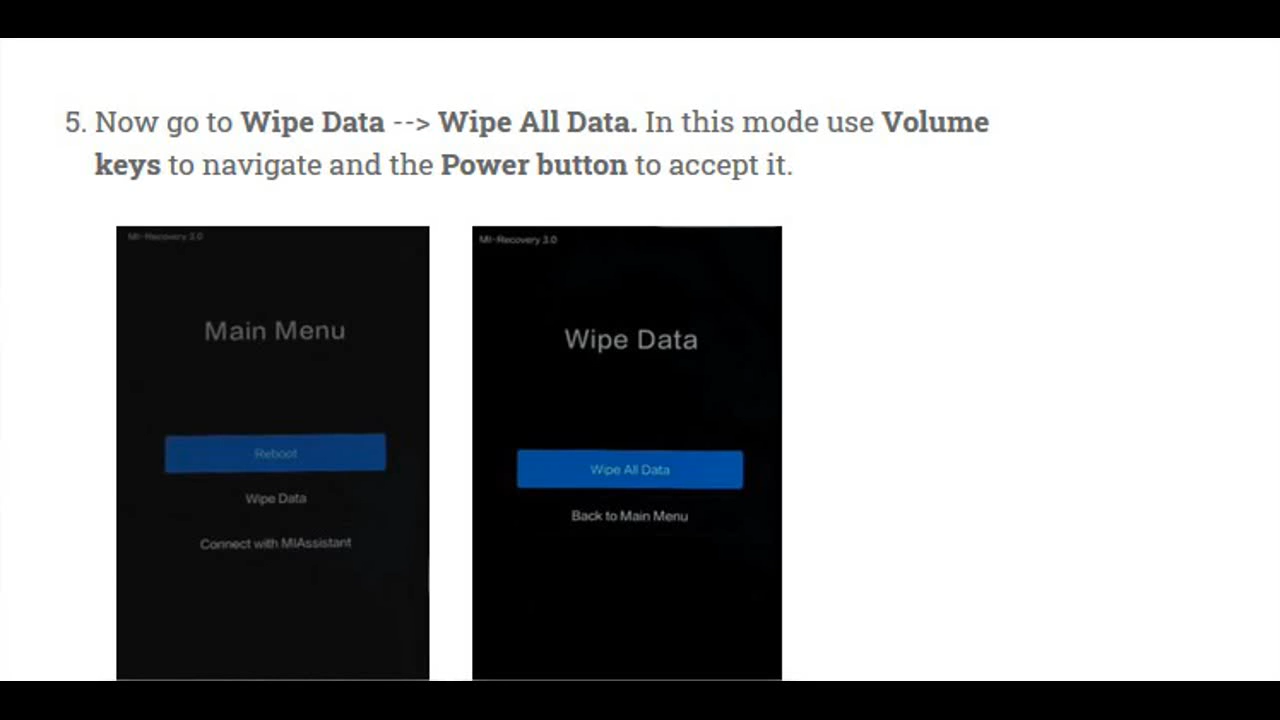 5. Now go to Wipe Data --> Wipe All Data. In this mode use Volume
keys to navigate and the Power button to accept it.
MI-Recovery 3.0
Main Menu
Reboot
Wipe Data
Connect with MIAssistant
MI-Recovery 3.0
Wipe Data
Wipe All Data
Back to Main Menu